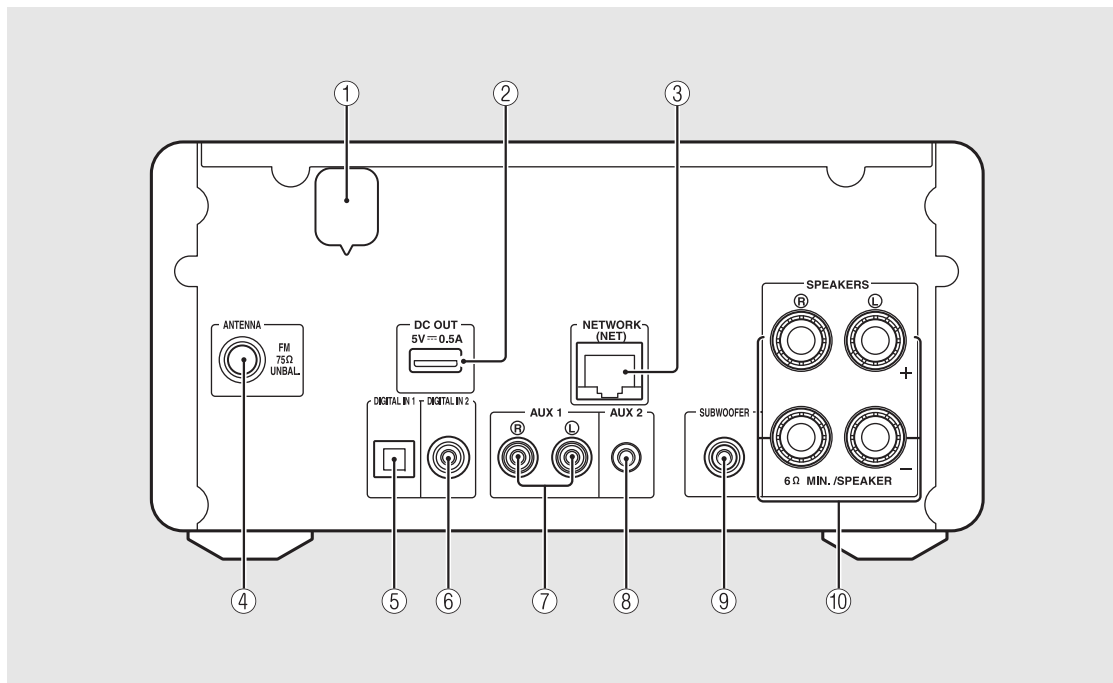 ① ② ③
SPEAKERS
Ⓡ Ⓛ
ANTENNA
FM
75Ω
UNBAL.
DC OUT
5V ⎓ 0.5A
NETWORK
(NET)
+
DIGITAL IN 1 DIGITAL IN 2
AUX 1
Ⓡ Ⓛ
AUX 2
SUBWOOFER
−
6Ω MIN. /SPEAKER
④ ⑤ ⑥ ⑦ ⑧ ⑨ ⑩